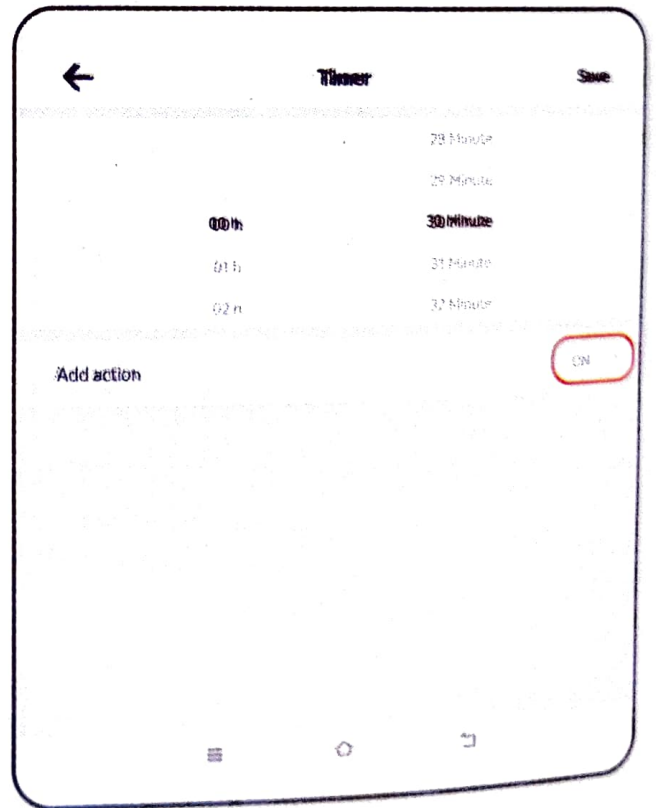 Timer Save
28 Minute
29 Minute
00 h 30 Minute
01 h 31 Minute
02 h 32 Minute
ON
Add action